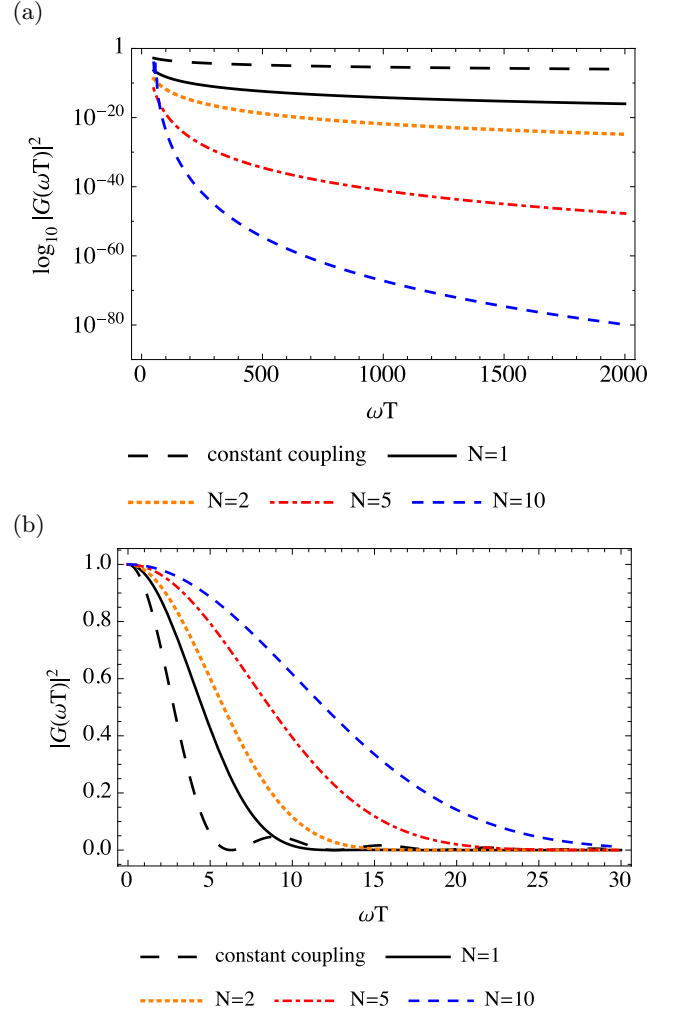 (a)
1
10^−20
10^−40
10^−60
10^−80
log₁₀ |G(ωT)|²
0 500 1000 1500 2000
ωT
constant coupling N=1
N=2 N=5 N=10
(b)
1.0
0.8
0.6
0.4
0.2
0.0
|G(ωT)|²
0 5 10 15 20 25 30
ωT
constant coupling N=1
N=2 N=5 N=10